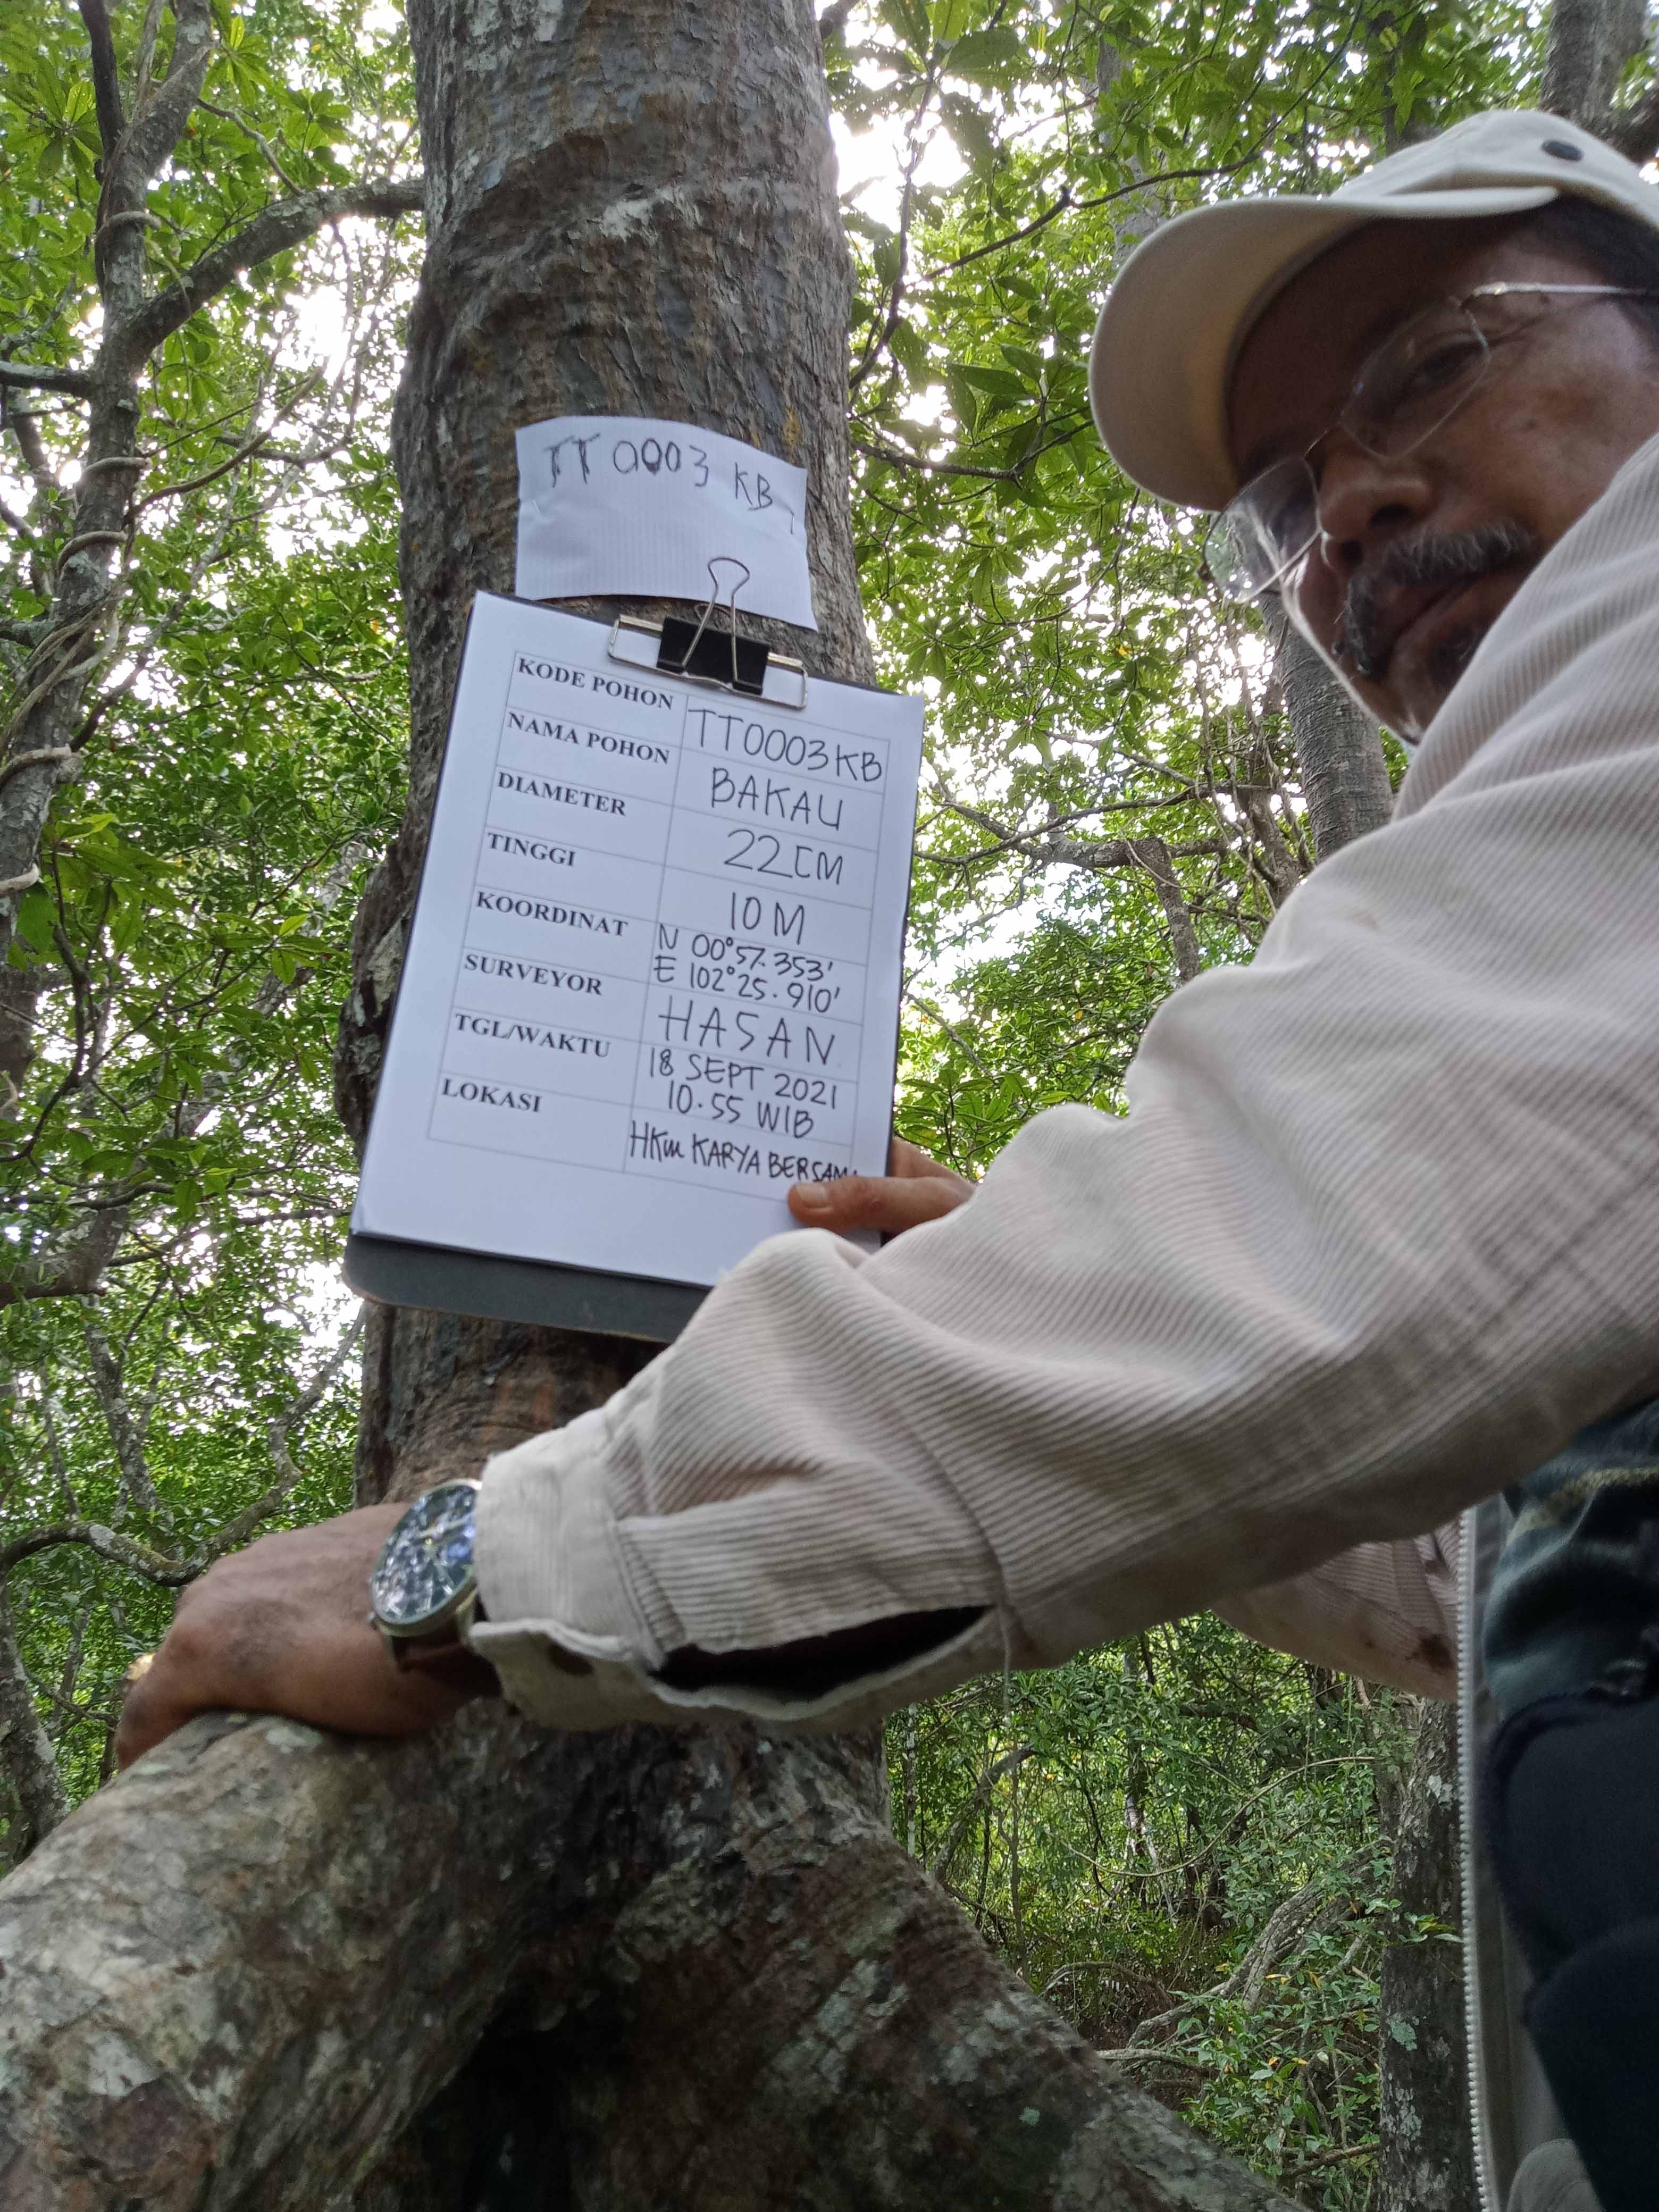 TT 0003 KB
KODE POHON TT0003KB
NAMA POHON BAKAU
DIAMETER 22 CM
TINGGI 10 M
KOORDINAT N 00°57.353'
E 102°25.910'
SURVEYOR HASAN
TGL/WAKTU 18 SEPT 2021
10.55 WIB
LOKASI HKm KARYA BERSAMA